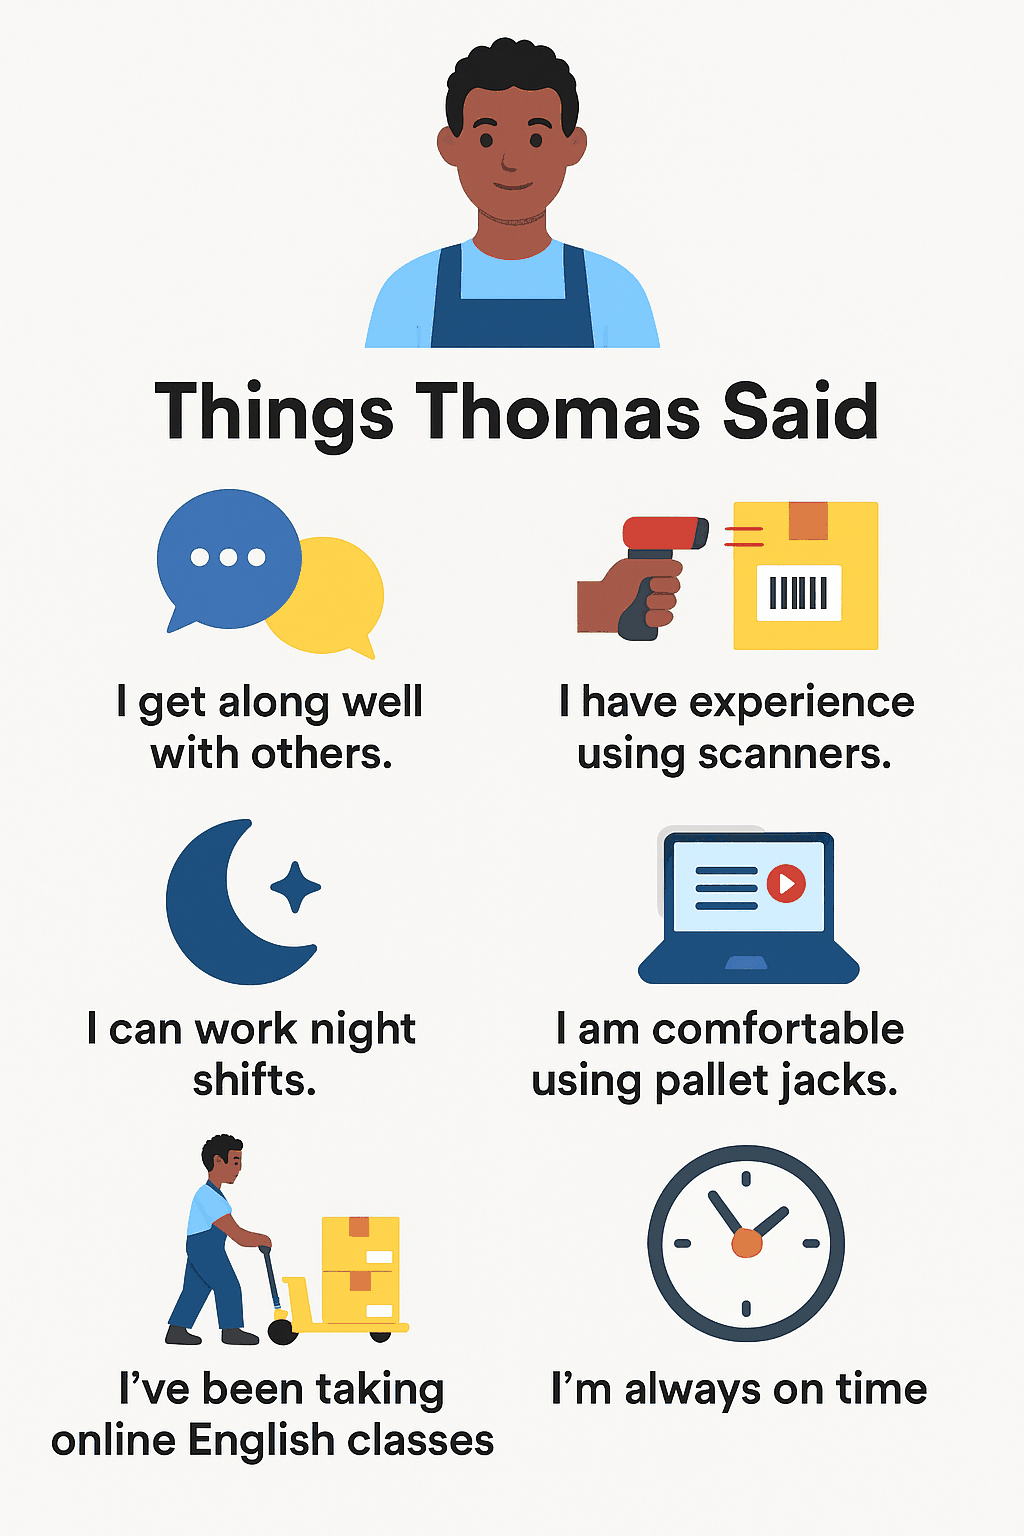 Things Thomas Said
I get along well
with others.
I have experience
using scanners.
I can work night
shifts.
I am comfortable
using pallet jacks.
I’ve been taking
online English classes
I’m always on time